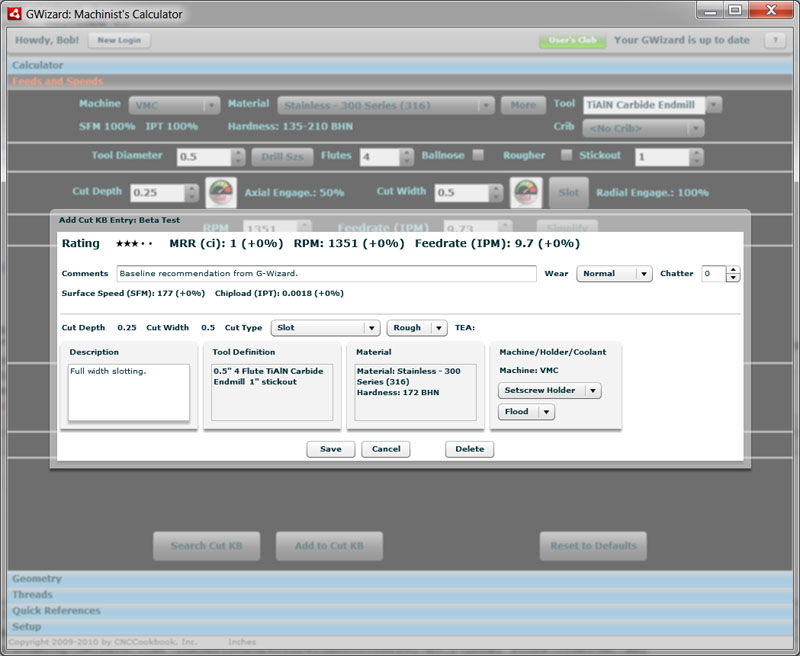 GWizard: Machinist's Calculator
Howdy, Bob! New Login User's Club Your GWizard is up to date ?
Calculator
Feeds and Speeds
Machine VMC Material Stainless - 300 Series (316) More Tool TiAlN Carbide Endmill
SFM 100% IPT 100% Hardness: 135-210 BHN Crib <No Crib>
Tool Diameter 0.5 Drill Szs Flutes 4 Ballnose Rougher Stickout 1
Cut Depth 0.25 Axial Engage.: 50% Cut Width 0.5 Slot Radial Engage.: 100%
Add Cut KB Entry: Beta Test
RPM 1351 Feedrate (IPM) 9.73 Simplify
Rating ★★★·· MRR (ci): 1 (+0%) RPM: 1351 (+0%) Feedrate (IPM): 9.7 (+0%)
Comments Baseline recommendation from G-Wizard. Wear Normal Chatter 0
Surface Speed (SFM): 177 (+0%) Chipload (IPT): 0.0018 (+0%)
Cut Depth 0.25 Cut Width 0.5 Cut Type Slot Rough TEA:
Description Tool Definition Material Machine/Holder/Coolant
Full width slotting. 0.5" 4 Flute TiAlN Carbide Material: Stainless - 300 Machine: VMC
Endmill 1" stickout Series (316) Setscrew Holder
Hardness: 172 BHN Flood
Save Cancel Delete
Search Cut KB Add to Cut KB Reset to Defaults
Geometry
Threads
Quick References
Setup
Copyright 2009-2010 by CNCCookbook, Inc. Inches